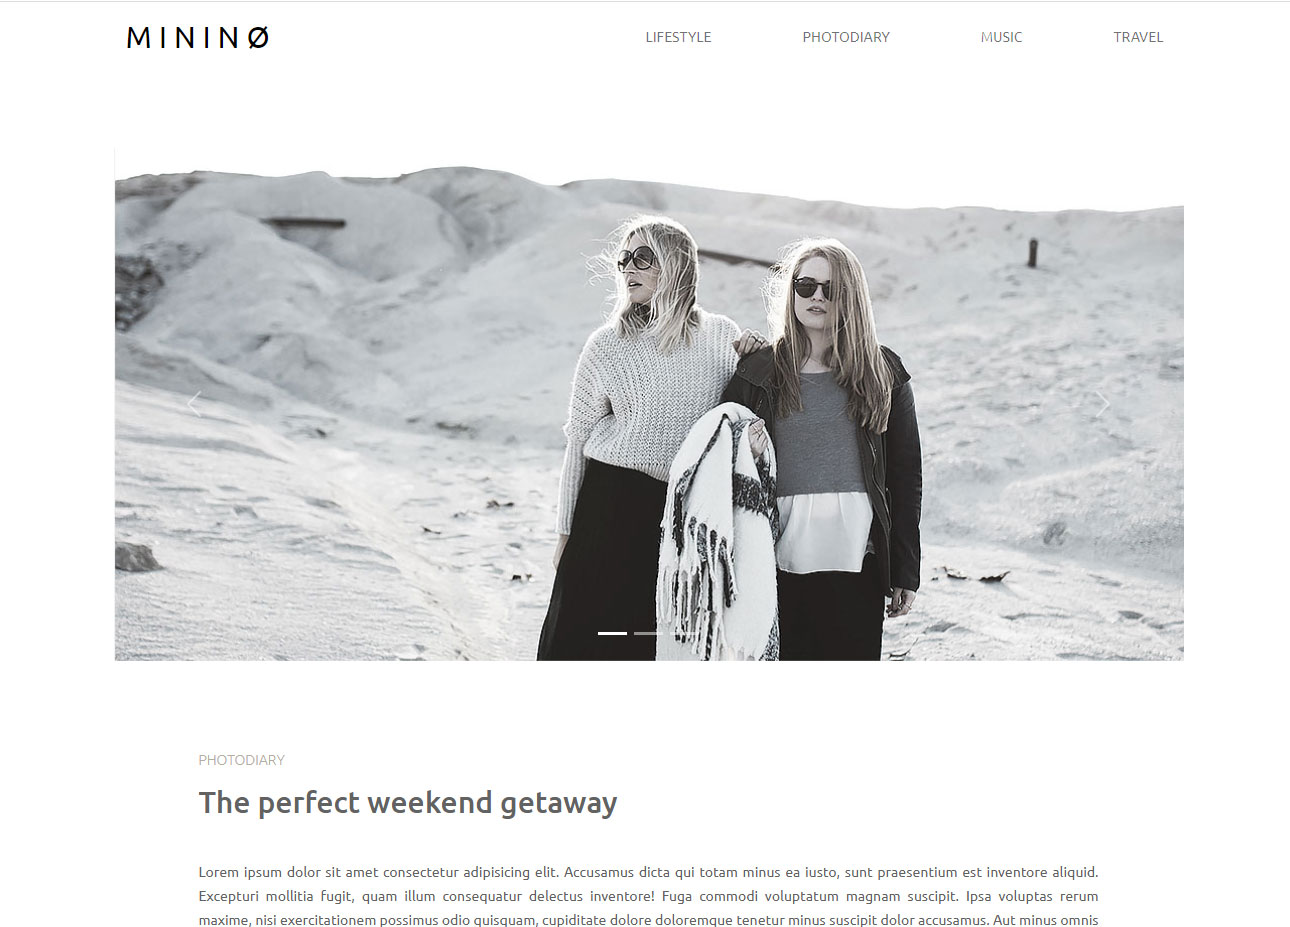 MININØ
LIFESTYLE
PHOTODIARY
MUSIC
TRAVEL
PHOTODIARY
The perfect weekend getaway
Lorem ipsum dolor sit amet consectetur adipisicing elit. Accusamus dicta qui totam minus ea iusto, sunt praesentium est inventore aliquid.
Excepturi mollitia fugit, quam illum consequatur delectus inventore! Fuga commodi voluptatum magnam suscipit. Ipsa voluptas rerum
maxime, nisi exercitationem possimus odio quisquam, cupiditate dolore doloremque tenetur minus suscipit dolor accusamus. Aut minus omnis